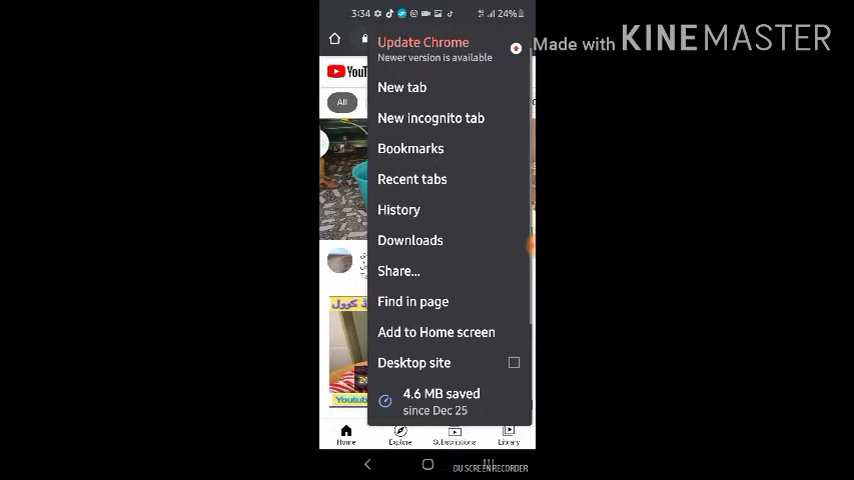 3:34
24%
Made with KINEMASTER
YouT
Update Chrome
Newer version is available
All
New tab
New incognito tab
Bookmarks
Recent tabs
History
Downloads
Share...
Find in page
Add to Home screen
Desktop site
4.6 MB saved
since Dec 25
Youtub
Home
Explore
Subscriptions
Library
DU SCREEN RECORDER